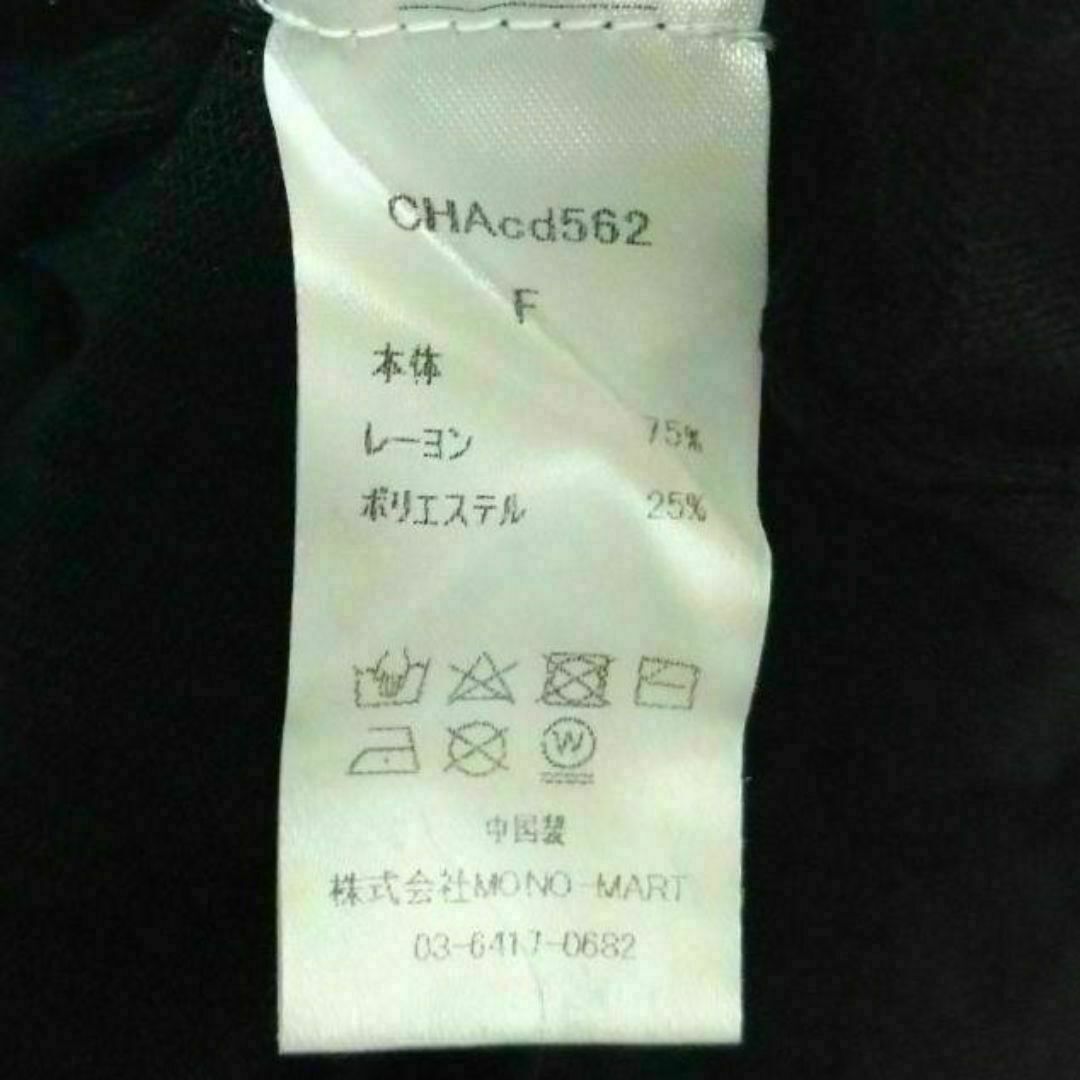 CHAcd562
F
本体
レーヨン 75%
ポリエステル 25%
W
中国製
株式会社MONO-MART
03-6417-0682